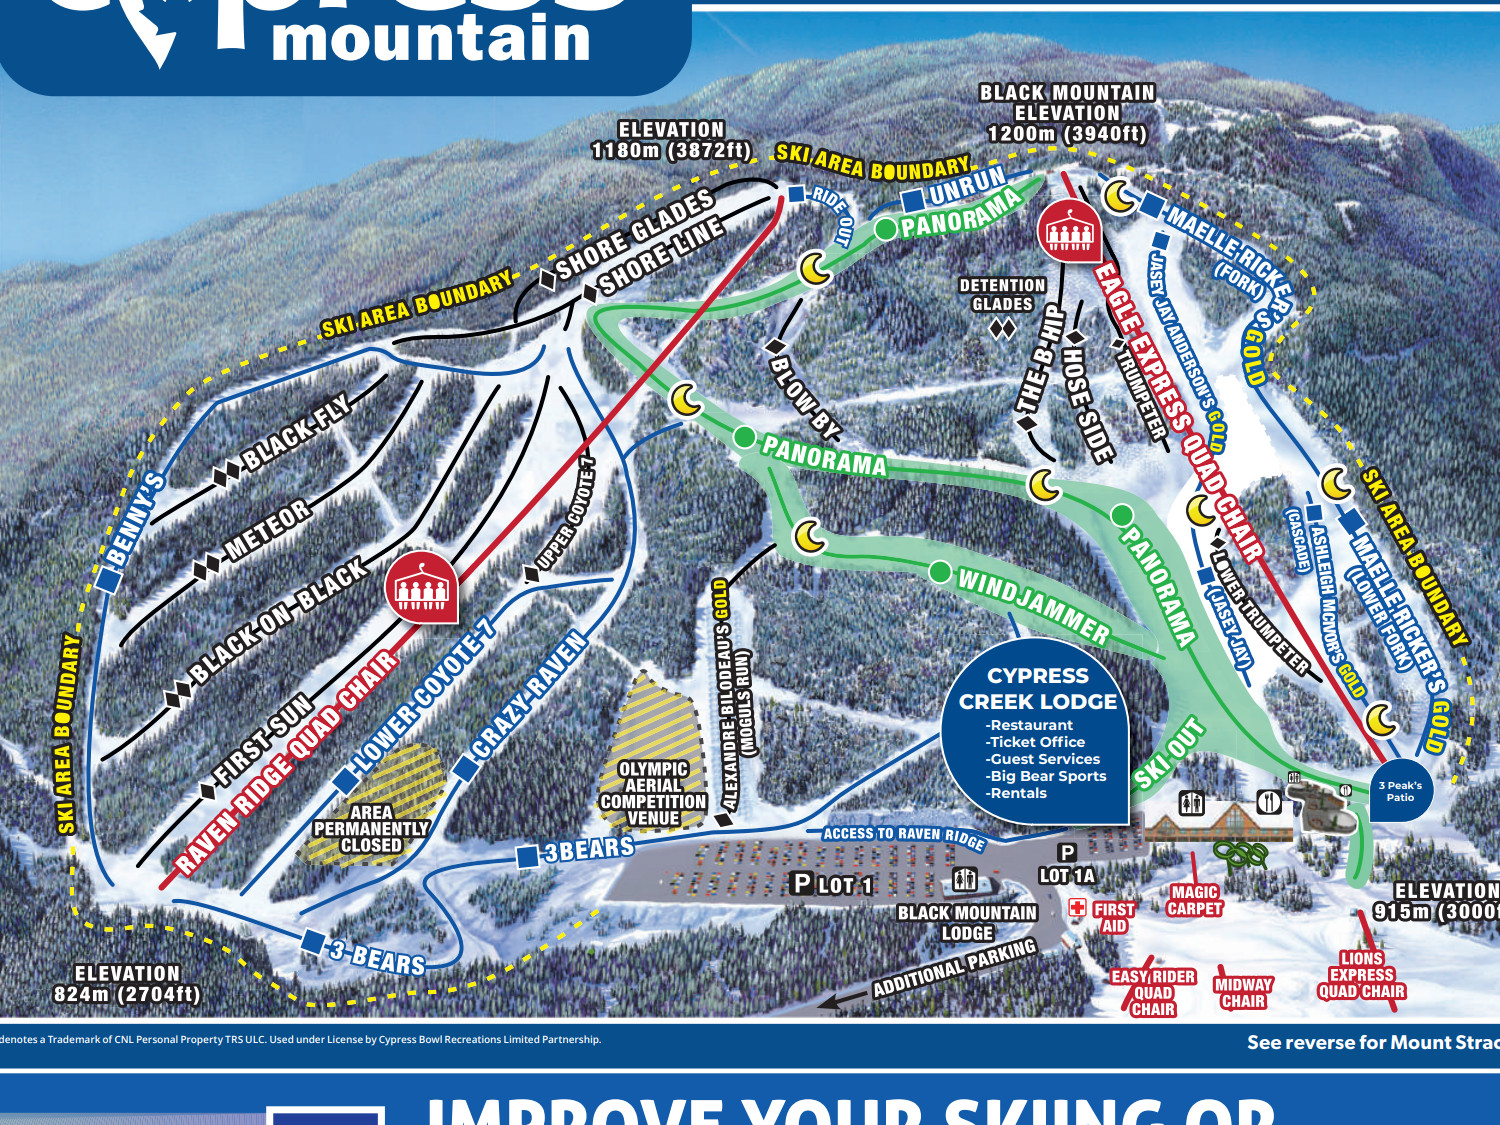 cypress
mountain
ELEVATION
1180m (3872ft)
BLACK MOUNTAIN
ELEVATION
1200m (3940ft)
SKI AREA BOUNDARY
SKI AREA BOUNDARY
SKI AREA BOUNDARY
SKI AREA BOUNDARY
RIDE OUT
UNRUN
PANORAMA
SHORE GLADES
SHORE LINE
MAELLE RICKER'S GOLD
(FORK)
JASEY JAY ANDERSON'S GOLD
DETENTION
GLADES
THE B-HIP
HOSE SIDE
TRUMPETER
EAGLE EXPRESS QUAD CHAIR
BLOW BY
PANORAMA
BLACK FLY
BENNY'S
METEOR
BLACK-ON-BLACK
UPPER COYOTE 7
FIRST SUN
RAVEN RIDGE QUAD CHAIR
LOWER COYOTE 7
CRAZY RAVEN
ALEXANDRE BILODEAU'S GOLD
(MOGULS RUN)
WINDJAMMER
PANORAMA
LOWER TRUMPETER
(JASEY JAY)
(CASCADE)
ASHLEIGH MCIVOR'S GOLD
MAELLE RICKER'S GOLD
(LOWER FORK)
CYPRESS
CREEK LODGE
-Restaurant
-Ticket Office
-Guest Services
-Big Bear Sports
-Rentals
SKI OUT
3 Peak's
Patio
OLYMPIC
AERIAL
COMPETITION
VENUE
AREA
PERMANENTLY
CLOSED
3BEARS
ACCESS TO RAVEN RIDGE
P LOT 1
P
LOT 1A
3 BEARS
BLACK MOUNTAIN
LODGE
FIRST
AID
MAGIC
CARPET
ADDITIONAL PARKING
EASY RIDER
QUAD
CHAIR
MIDWAY
CHAIR
LIONS
EXPRESS
QUAD CHAIR
ELEVATION
915m (3000f
ELEVATION
824m (2704ft)
denotes a Trademark of CNL Personal Property TRS ULC. Used under License by Cypress Bowl Recreations Limited Partnership.
See reverse for Mount Strac
IMPROVE YOUR SKIING OR